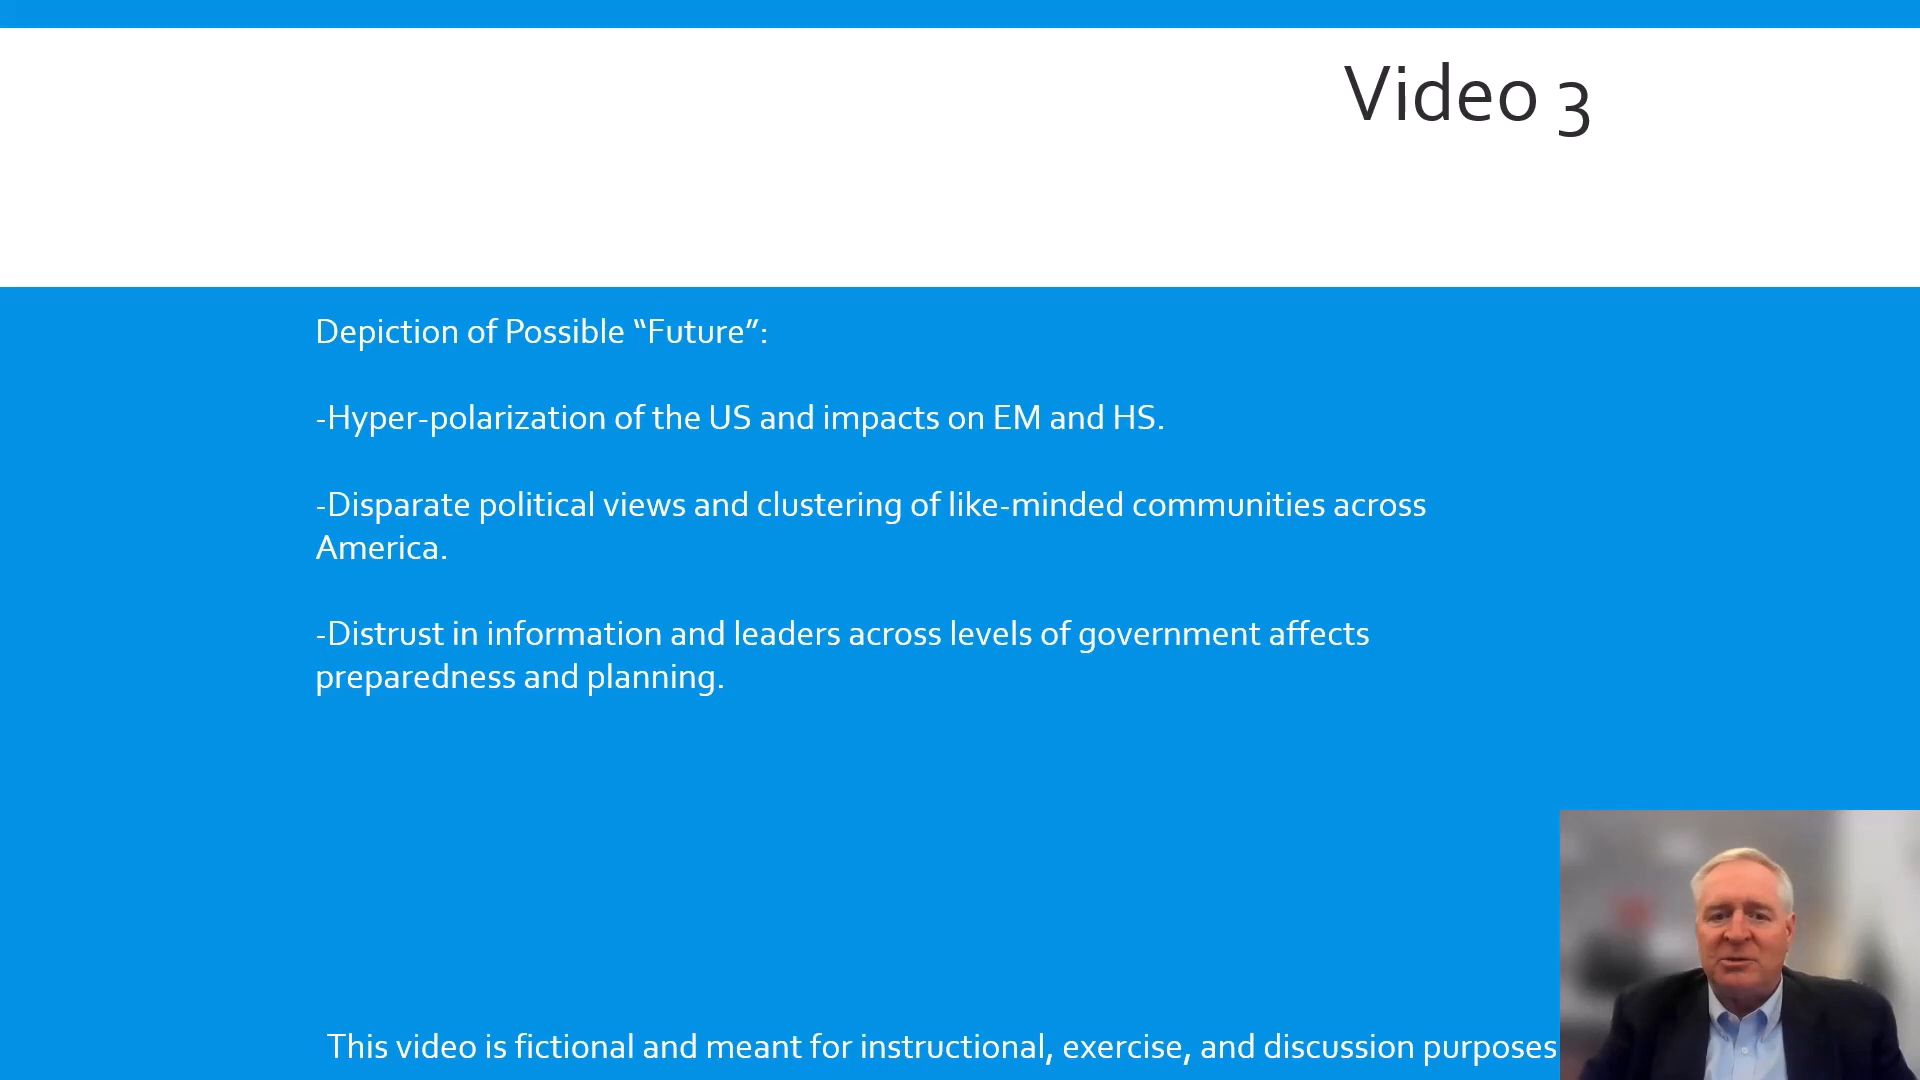 Video 3
Depiction of Possible “Future”:
-Hyper-polarization of the US and impacts on EM and HS.
-Disparate political views and clustering of like-minded communities across
America.
-Distrust in information and leaders across levels of government affects
preparedness and planning.
This video is fictional and meant for instructional, exercise, and discussion purposes